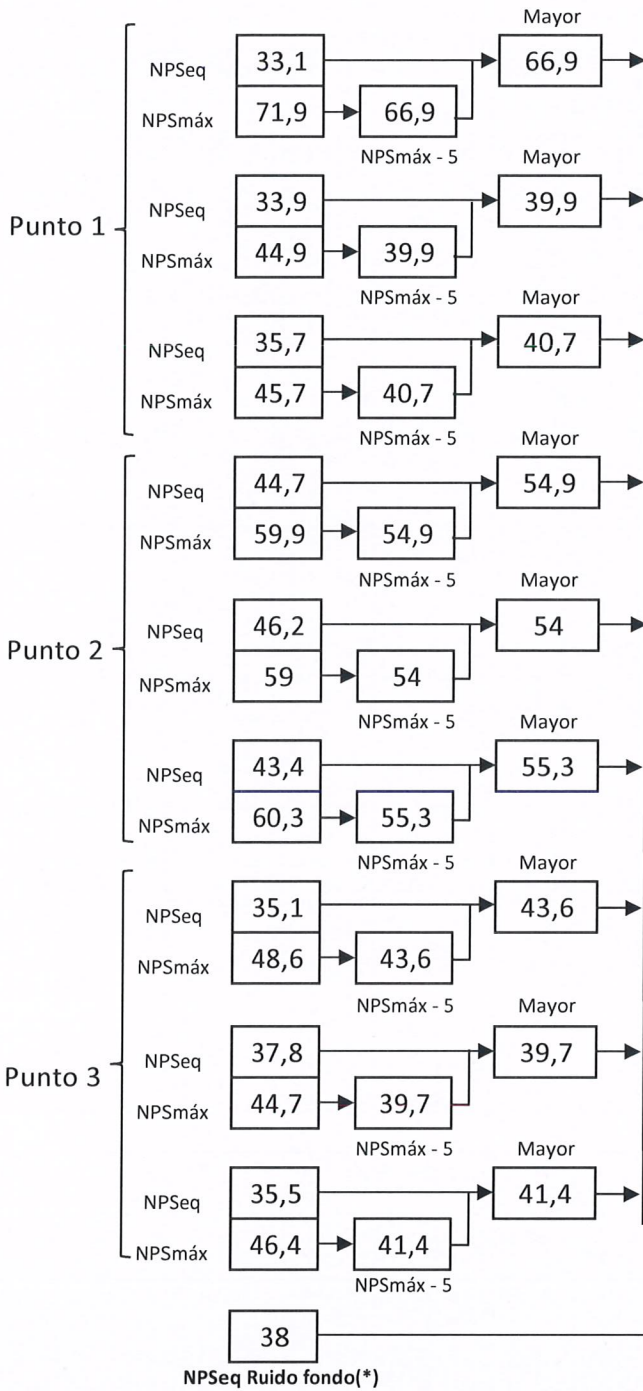 Mayor
NPSeq 33,1 66,9
NPSmáx 71,9 66,9
NPSmáx - 5
Mayor
Punto 1
NPSeq 33,9 39,9
NPSmáx 44,9 39,9
NPSmáx - 5
Mayor
NPSeq 35,7 40,7
NPSmáx 45,7 40,7
NPSmáx - 5
Mayor
NPSeq 44,7 54,9
NPSmáx 59,9 54,9
NPSmáx - 5
Mayor
Punto 2
NPSeq 46,2 54
NPSmáx 59 54
NPSmáx - 5
Mayor
NPSeq 43,4 55,3
NPSmáx 60,3 55,3
NPSmáx - 5
Mayor
NPSeq 35,1 43,6
NPSmáx 48,6 43,6
NPSmáx - 5
Mayor
Punto 3
NPSeq 37,8 39,7
NPSmáx 44,7 39,7
NPSmáx - 5
Mayor
NPSeq 35,5 41,4
NPSmáx 46,4 41,4
NPSmáx - 5
38
NPSeq Ruido fondo(*)